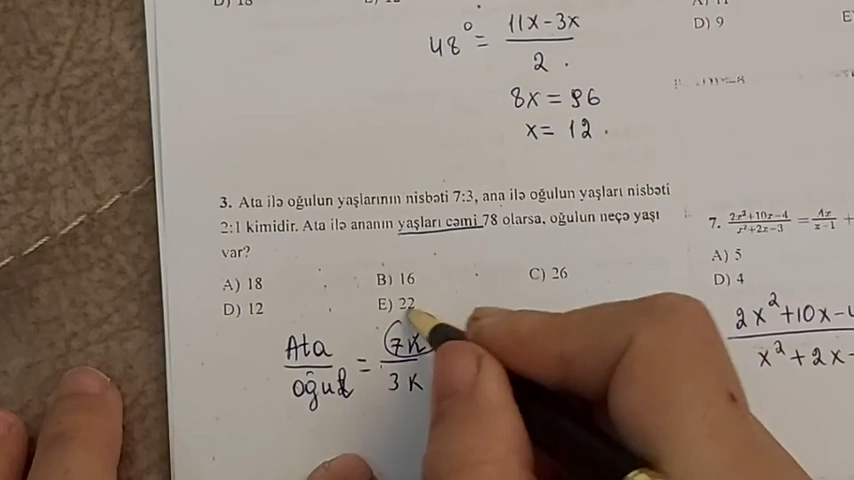 48° = 11x - 3x / 2 .
8x = 96
x = 12 .
D) 9
3. Ata ilə oğulun yaşlarının nisbəti 7:3, ana ilə oğulun yaşları nisbəti
2:1 kimidir. Ata ilə ananın yaşları cəmi 78 olarsa, oğulun neçə yaşı
var?
A) 18
B) 16
C) 26
D) 12
E) 22
Ata / oğul = 7k / 3k
7.
A) 5
D) 4
2x² + 10x - 4
x² + 2x -